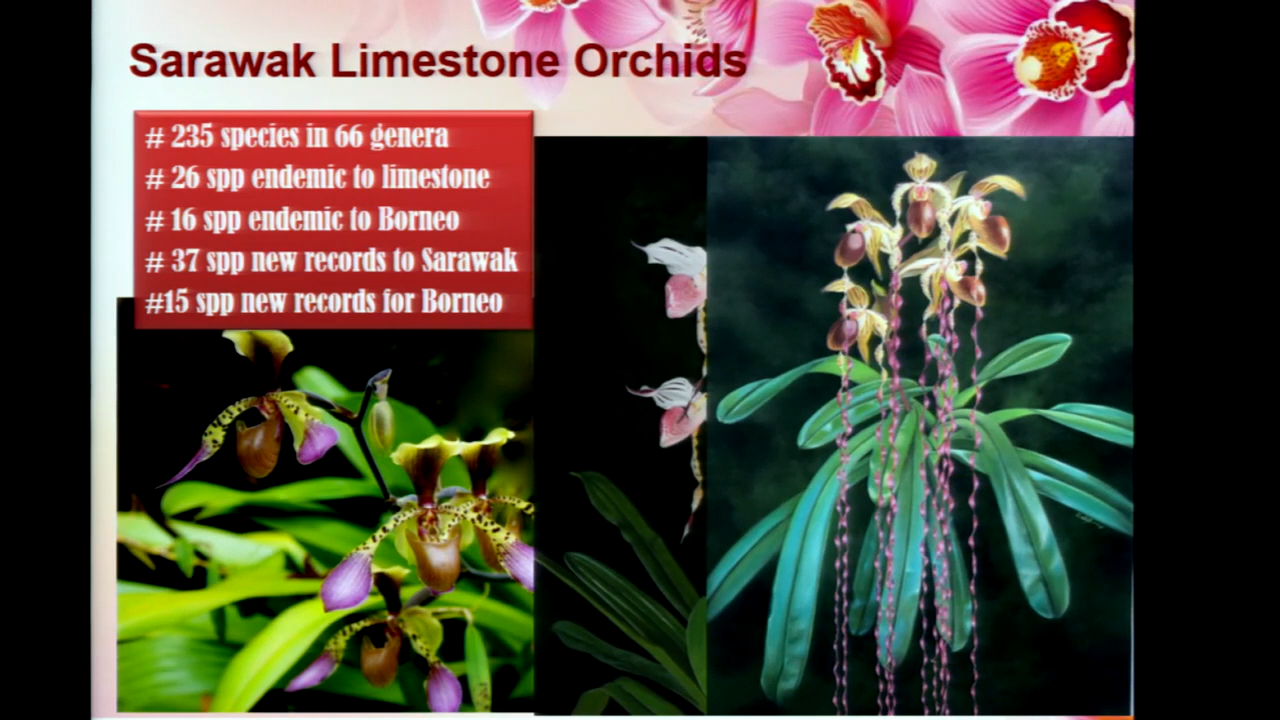 Sarawak Limestone Orchids
# 235 species in 66 genera
# 26 spp endemic to limestone
# 16 spp endemic to Borneo
# 37 spp new records to Sarawak
#15 spp new records for Borneo